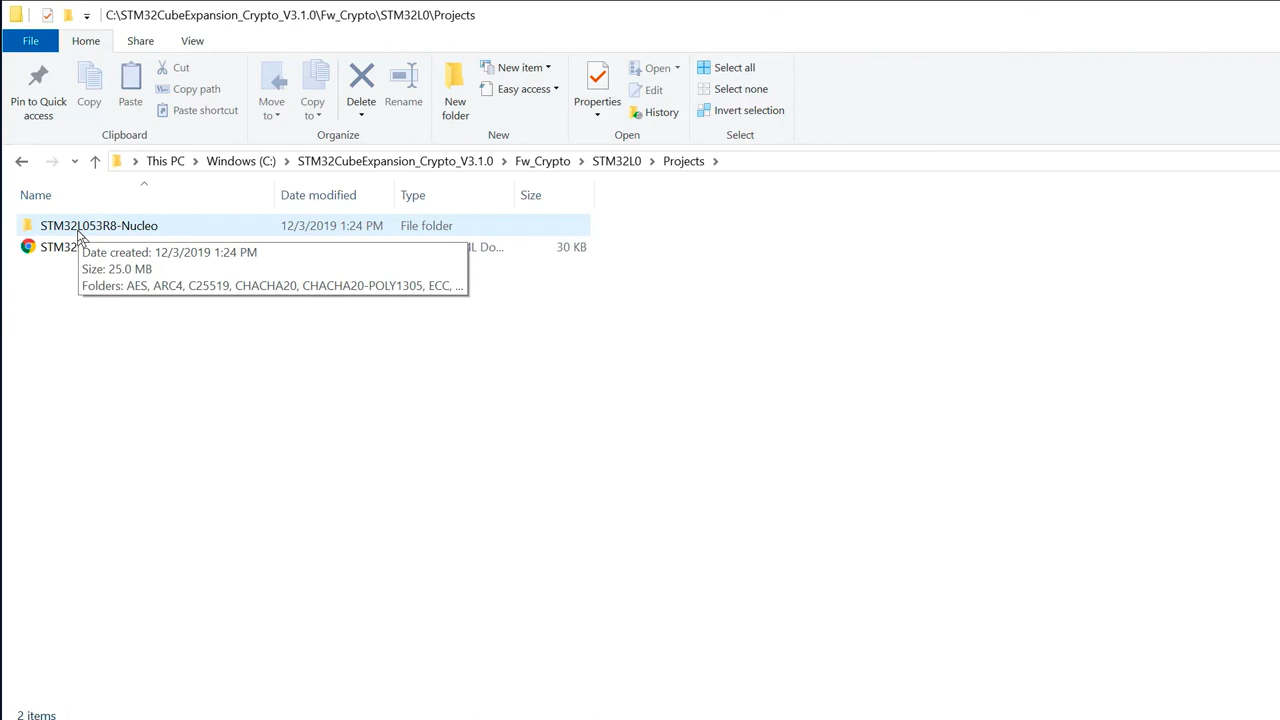 C:\STM32CubeExpansion_Crypto_V3.1.0\Fw_Crypto\STM32L0\Projects
File Home Share View
Pin to Quick access
Copy
Paste
Cut
Copy path
Paste shortcut
Clipboard
Move to
Copy to
Delete
Rename
Organize
New folder
New item
Easy access
New
Properties
Open
Edit
History
Open
Select all
Select none
Invert selection
Select
This PC > Windows (C:) > STM32CubeExpansion_Crypto_V3.1.0 > Fw_Crypto > STM32L0 > Projects >
Name Date modified Type Size
STM32L053R8-Nucleo 12/3/2019 1:24 PM File folder
STM32 L Do... 30 KB
Date created: 12/3/2019 1:24 PM
Size: 25.0 MB
Folders: AES, ARC4, C25519, CHACHA20, CHACHA20-POLY1305, ECC, ...
2 items